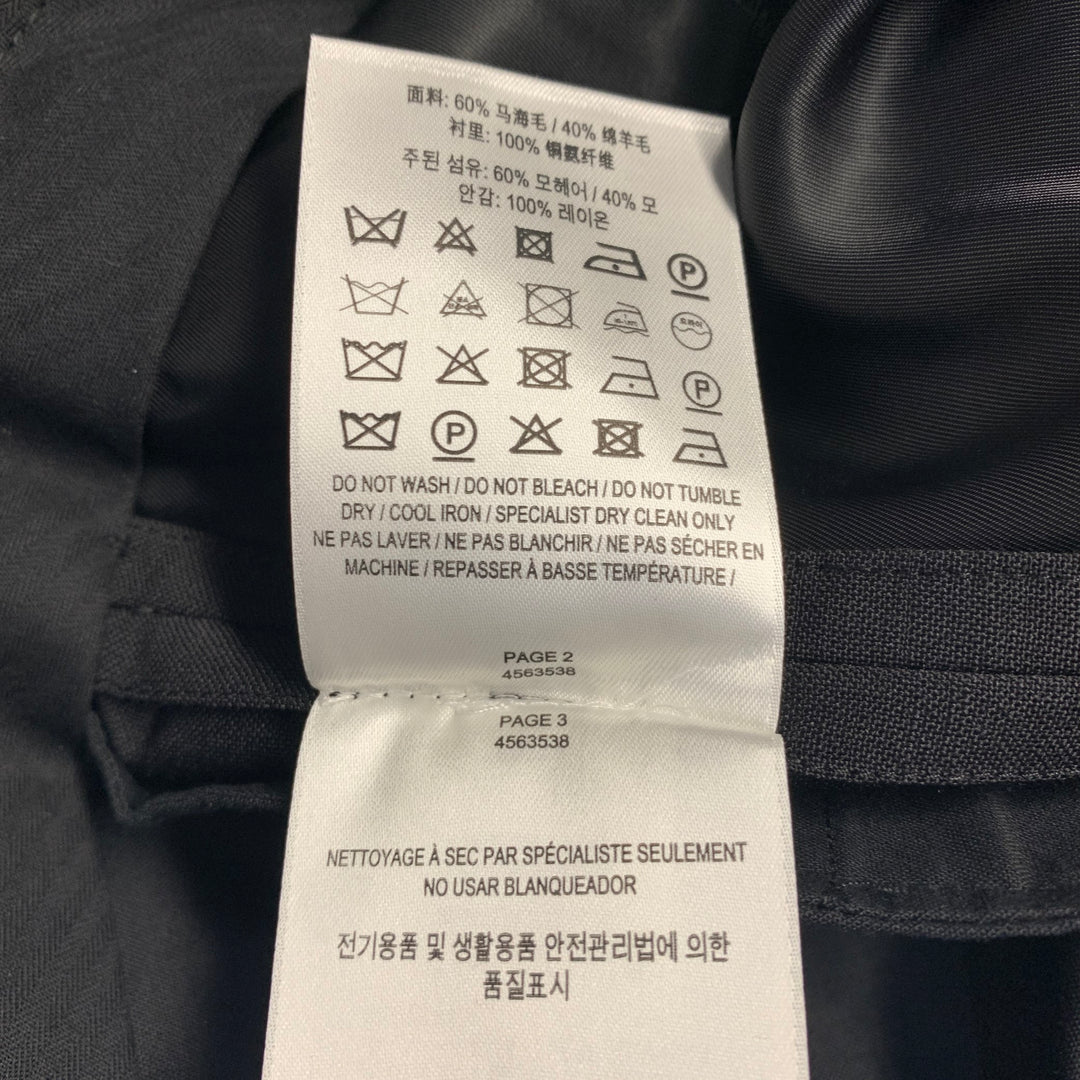 面料: 60% 马海毛 / 40% 绵羊毛
衬里: 100% 铜氨纤维
주된 섬유: 60% 모헤어 / 40% 모
안감: 100% 레이온
P
드라이
P
P
DO NOT WASH / DO NOT BLEACH / DO NOT TUMBLE
DRY / COOL IRON / SPECIALIST DRY CLEAN ONLY
NE PAS LAVER / NE PAS BLANCHIR / NE PAS SÉCHER EN
MACHINE / REPASSER À BASSE TEMPÉRATURE /
PAGE 2
4563538
PAGE 3
4563538
NETTOYAGE À SEC PAR SPÉCIALISTE SEULEMENT
NO USAR BLANQUEADOR
전기용품 및 생활용품 안전관리법에 의한
품질표시